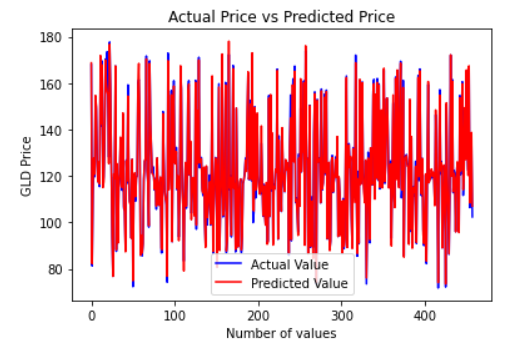 Actual Price vs Predicted Price
180
160
140
120
100
80
GLD Price
Actual Value
Predicted Value
0
100
200
300
400
Number of values